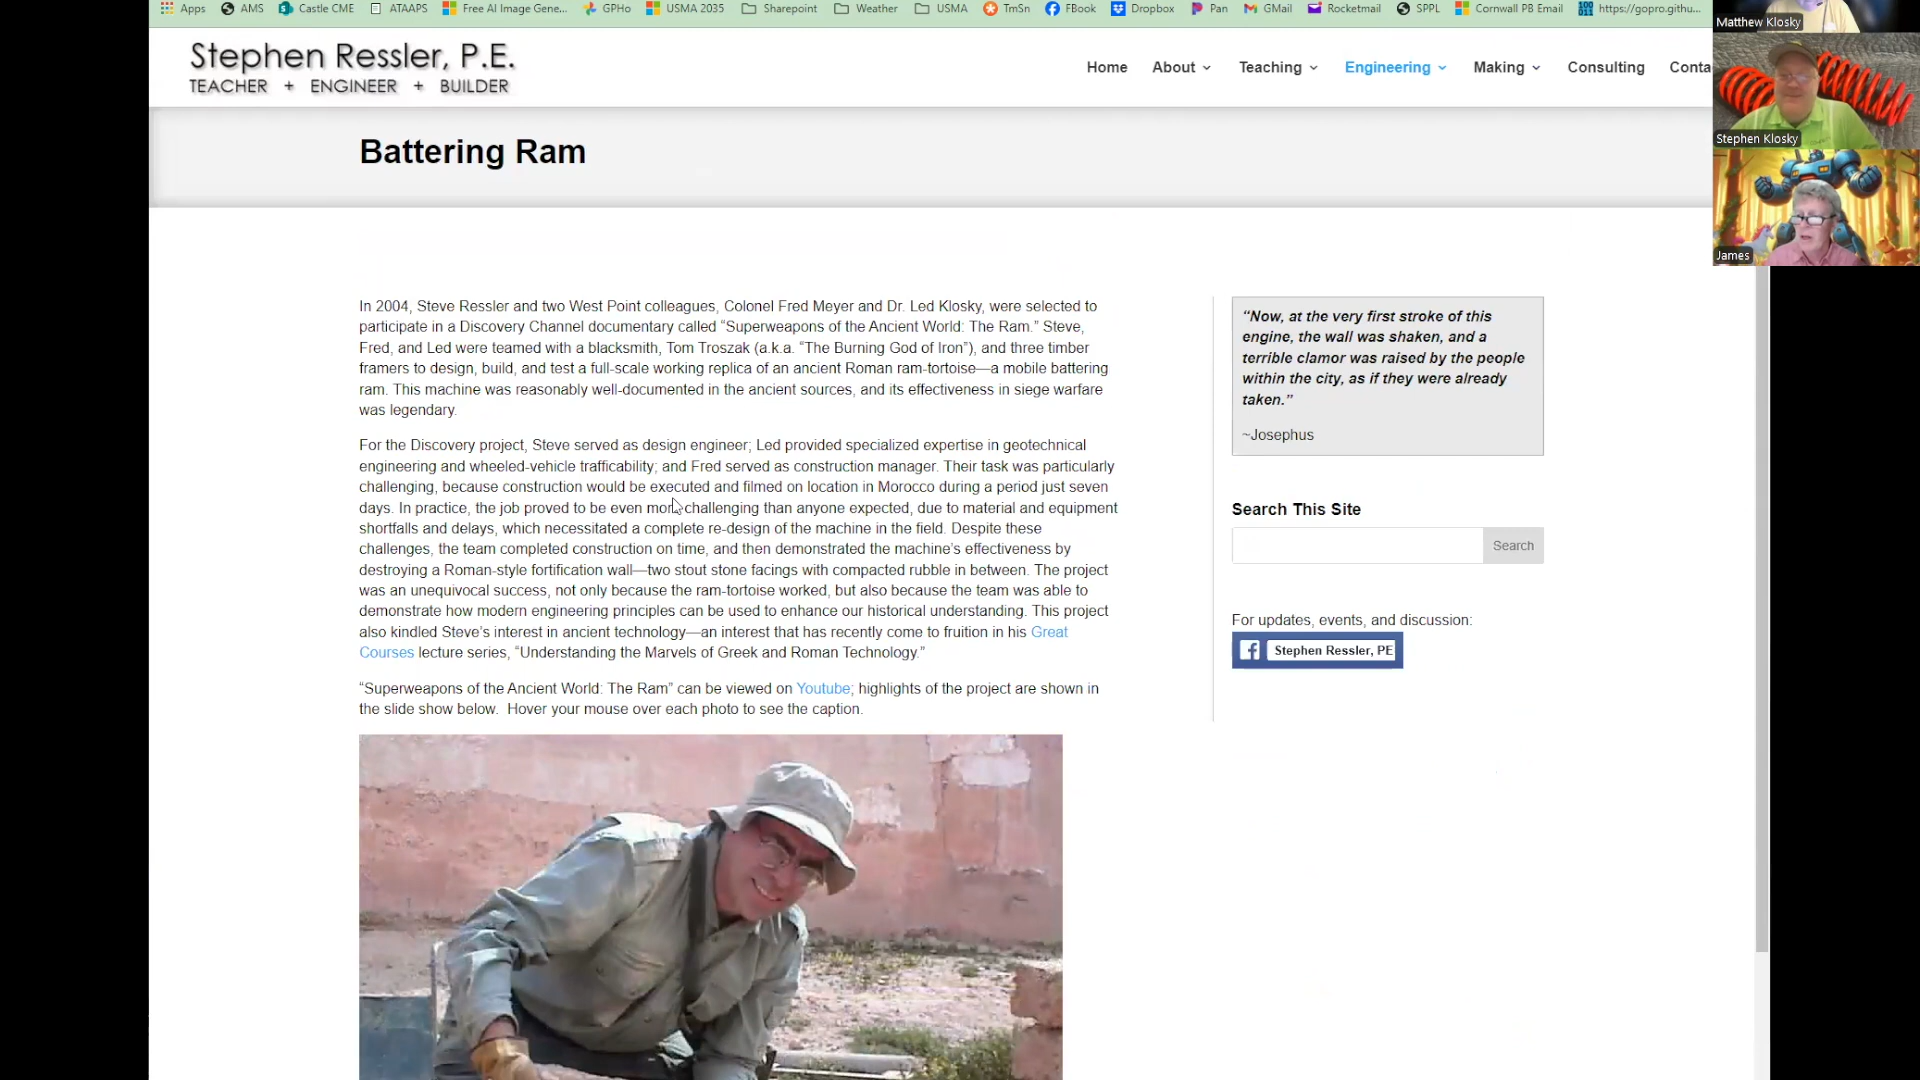 Apps AMS Castle CME ATAAPS Free AI Image Gene... GPHo USMA 2035 Sharepoint Weather USMA TmSn FBook Dropbox Pan GMail Rocketmail SPPL Cornwall PB Email https://gopro.githu...
Matthew Klosky
Stephen Ressler, P.E.
TEACHER + ENGINEER + BUILDER
Home About Teaching Engineering Making Consulting Conta
Stephen Klosky
James
Battering Ram
In 2004, Steve Ressler and two West Point colleagues, Colonel Fred Meyer and Dr. Led Klosky, were selected to
participate in a Discovery Channel documentary called “Superweapons of the Ancient World: The Ram.” Steve,
Fred, and Led were teamed with a blacksmith, Tom Troszak (a.k.a. “The Burning God of Iron”), and three timber
framers to design, build, and test a full-scale working replica of an ancient Roman ram-tortoise—a mobile battering
ram. This machine was reasonably well-documented in the ancient sources, and its effectiveness in siege warfare
was legendary.
For the Discovery project, Steve served as design engineer; Led provided specialized expertise in geotechnical
engineering and wheeled-vehicle trafficability; and Fred served as construction manager. Their task was particularly
challenging, because construction would be executed and filmed on location in Morocco during a period just seven
days. In practice, the job proved to be even more challenging than anyone expected, due to material and equipment
shortfalls and delays, which necessitated a complete re-design of the machine in the field. Despite these
challenges, the team completed construction on time, and then demonstrated the machine’s effectiveness by
destroying a Roman-style fortification wall—two stout stone facings with compacted rubble in between. The project
was an unequivocal success, not only because the ram-tortoise worked, but also because the team was able to
demonstrate how modern engineering principles can be used to enhance our historical understanding. This project
also kindled Steve’s interest in ancient technology—an interest that has recently come to fruition in his Great
Courses lecture series, “Understanding the Marvels of Greek and Roman Technology.”
“Superweapons of the Ancient World: The Ram” can be viewed on Youtube; highlights of the project are shown in
the slide show below. Hover your mouse over each photo to see the caption.
“Now, at the very first stroke of this
engine, the wall was shaken, and a
terrible clamor was raised by the people
within the city, as if they were already
taken.”
~Josephus
Search This Site
Search
For updates, events, and discussion:
Stephen Ressler, PE